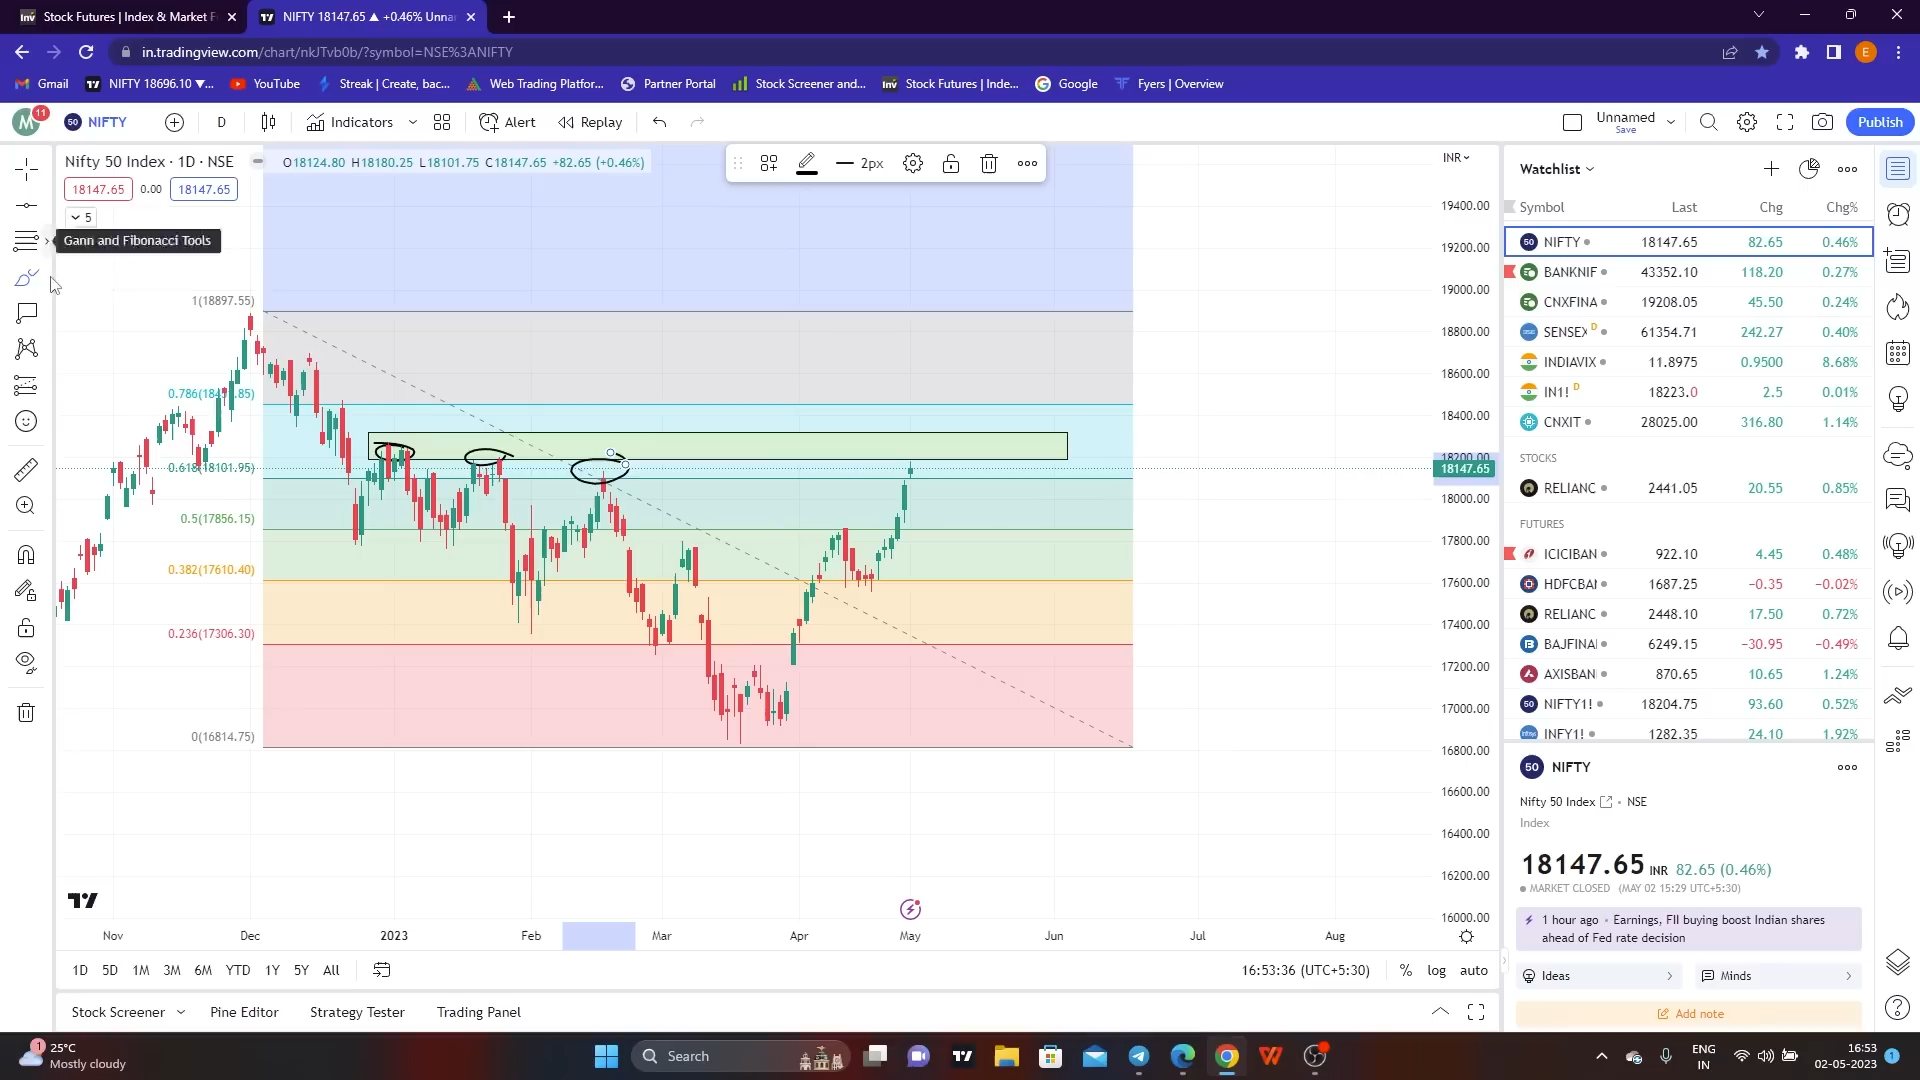 Stock Futures | Index & Market F
NIFTY 18147.65 ▲ +0.46% Unna
in.tradingview.com/chart/nkJTvb0b/?symbol=NSE%3ANIFTY
E
Gmail
NIFTY 18696.10 ▼...
YouTube
Streak | Create, bac...
Web Trading Platfor...
Partner Portal
Stock Screener and...
Inv Stock Futures | Inde...
Google
Fyers | Overview
M 11
50 NIFTY
D
Indicators
Alert
Replay
Unnamed
Save
Publish
Nifty 50 Index · 1D · NSE
O18124.80 H18180.25 L18101.75 C18147.65 +82.65 (+0.46%)
2px
INR
18147.65 0.00 18147.65
5
Gann and Fibonacci Tools
1(18897.55)
0.618(18101.95)
0.5(17856.15)
0.382(17610.40)
0.236(17306.30)
0(16814.75)
19400.00
19200.00
19000.00
18800.00
18600.00
18400.00
18200.00
18147.65
18000.00
17800.00
17600.00
17400.00
17200.00
17000.00
16800.00
16600.00
16400.00
16200.00
16000.00
Nov Dec 2023 Feb Mar Apr May Jun Jul Aug
1D 5D 1M 3M 6M YTD 1Y 5Y All
16:53:36 (UTC+5:30) % log auto
Stock Screener
Pine Editor
Strategy Tester
Trading Panel
Watchlist
Symbol Last Chg Chg%
NIFTY 18147.65 82.65 0.46%
BANKNIF 43352.10 118.20 0.27%
CNXFINA 19208.05 45.50 0.24%
SENSEX D 61354.71 242.27 0.40%
INDIAVIX 11.8975 0.9500 8.68%
IN1! D 18223.0 2.5 0.01%
CNXIT 28025.00 316.80 1.14%
STOCKS
RELIANC 2441.05 20.55 0.85%
FUTURES
ICICIBAN 922.10 4.45 0.48%
HDFCBAI 1687.25 −0.35 −0.02%
RELIANC 2448.10 17.50 0.72%
BAJFINAI 6249.15 −30.95 −0.49%
AXISBAN 870.65 10.65 1.24%
NIFTY1! 18204.75 93.60 0.52%
INFY1! 1282.35 24.10 1.92%
50 NIFTY
Nifty 50 Index · NSE
Index
18147.65 INR 82.65 (0.46%)
MARKET CLOSED (MAY 02 15:29 UTC+5:30)
1 hour ago · Earnings, FII buying boost Indian shares
ahead of Fed rate decision
Ideas
Minds
Add note
1
25°C
Mostly cloudy
Search
ENG
IN
16:53
02-05-2023
1